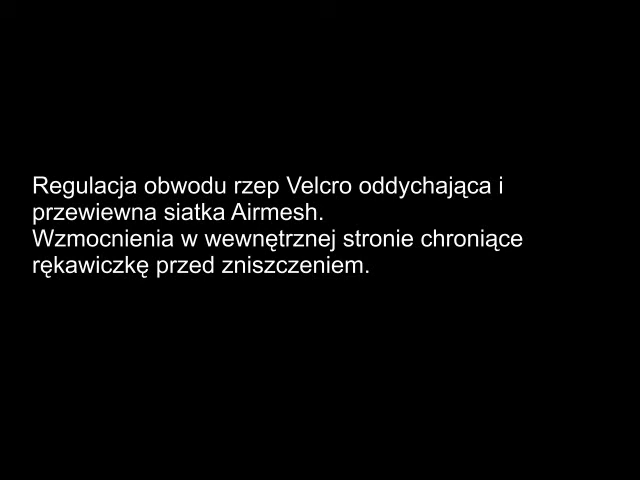 Regulacja obwodu rzep Velcro oddychająca i
przewiewna siatka Airmesh.
Wzmocnienia w wewnętrznej stronie chroniące
rękawiczkę przed zniszczeniem.